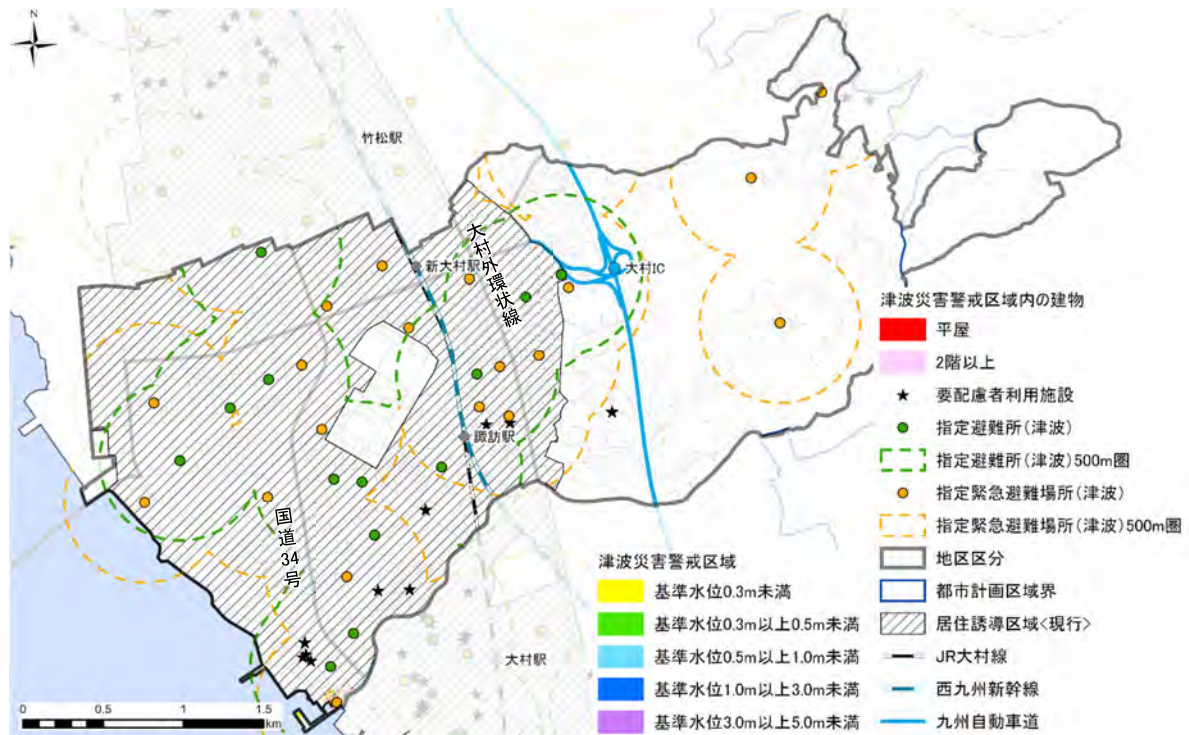 N
竹松駅
新大村駅
大村外環状線
大村IC
諏訪駅
国道34号
大村駅
0
0.5
1
1.5
km
津波災害警戒区域内の建物
平屋
2階以上
要配慮者利用施設
指定避難所(津波)
指定避難所(津波)500m圏
指定緊急避難場所(津波)
指定緊急避難場所(津波)500m圏
地区区分
都市計画区域界
居住誘導区域<現行>
JR大村線
西九州新幹線
九州自動車道
津波災害警戒区域
基準水位0.3m未満
基準水位0.3m以上0.5m未満
基準水位0.5m以上1.0m未満
基準水位1.0m以上3.0m未満
基準水位3.0m以上5.0m未満